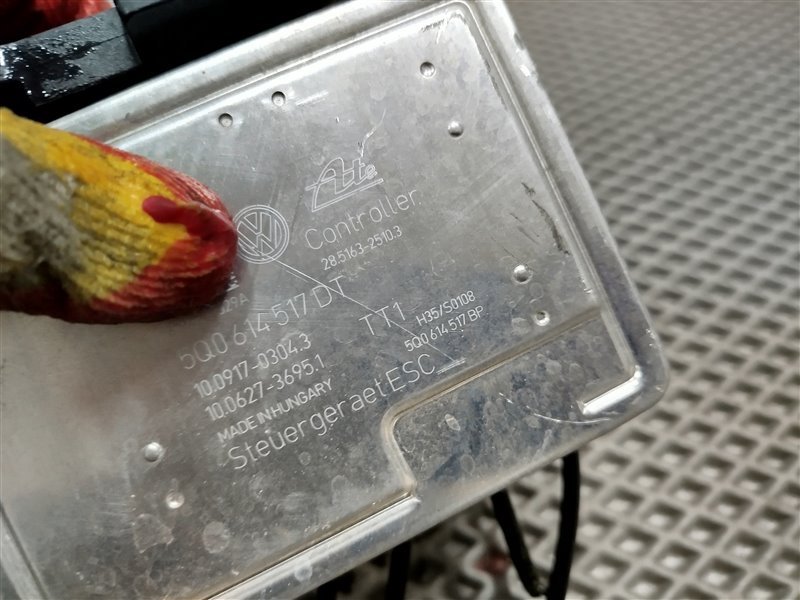 Ate
Controller
28.5163-2510.3
5Q0 614 517 DT
10.0917-0304.3
10.0627-3695.1
MADE IN HUNGARY
TT1
H35/S0108
5Q0 614 517 BP
Steuergeraet ESC